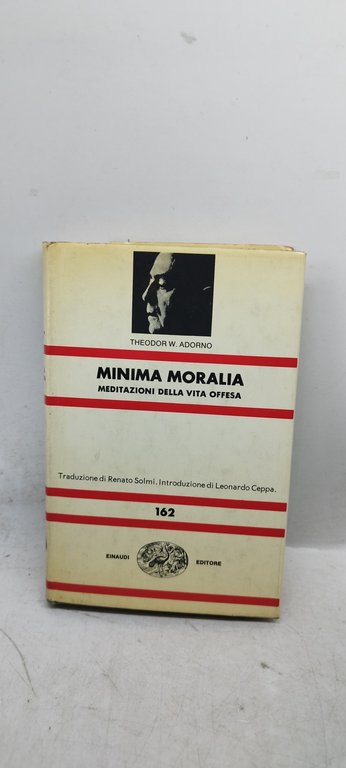 THEODOR W. ADORNO
MINIMA MORALIA
MEDITAZIONI DELLA VITA OFFESA
Traduzione di Renato Solmi. Introduzione di Leonardo Ceppa.
162
EINAUDI EDITORE